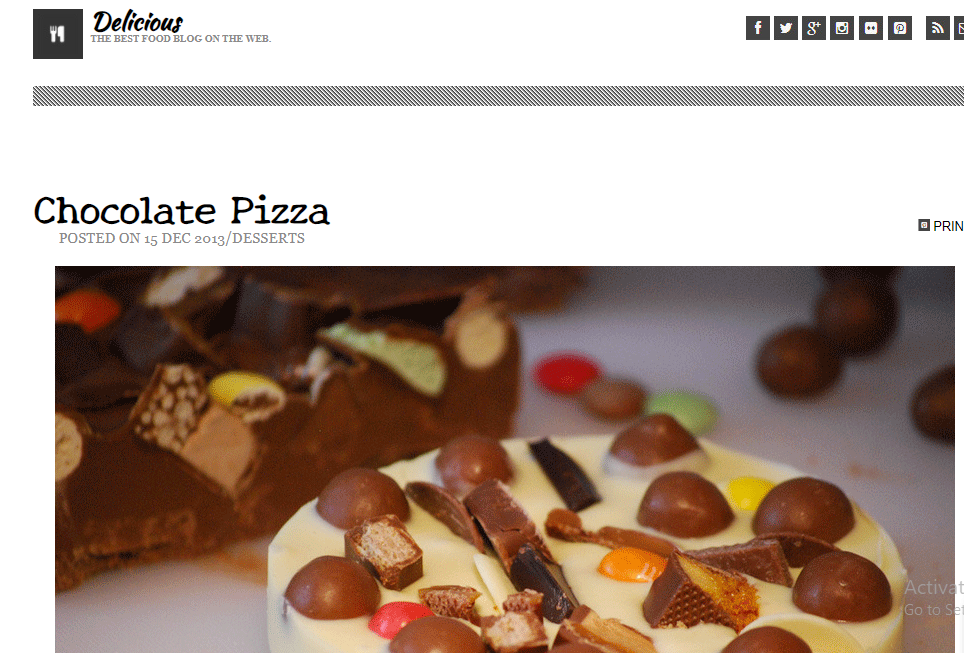 Delicious
THE BEST FOOD BLOG ON THE WEB.
Chocolate Pizza
PRIN
POSTED ON 15 DEC 2013/DESSERTS
Activat
Go to Set